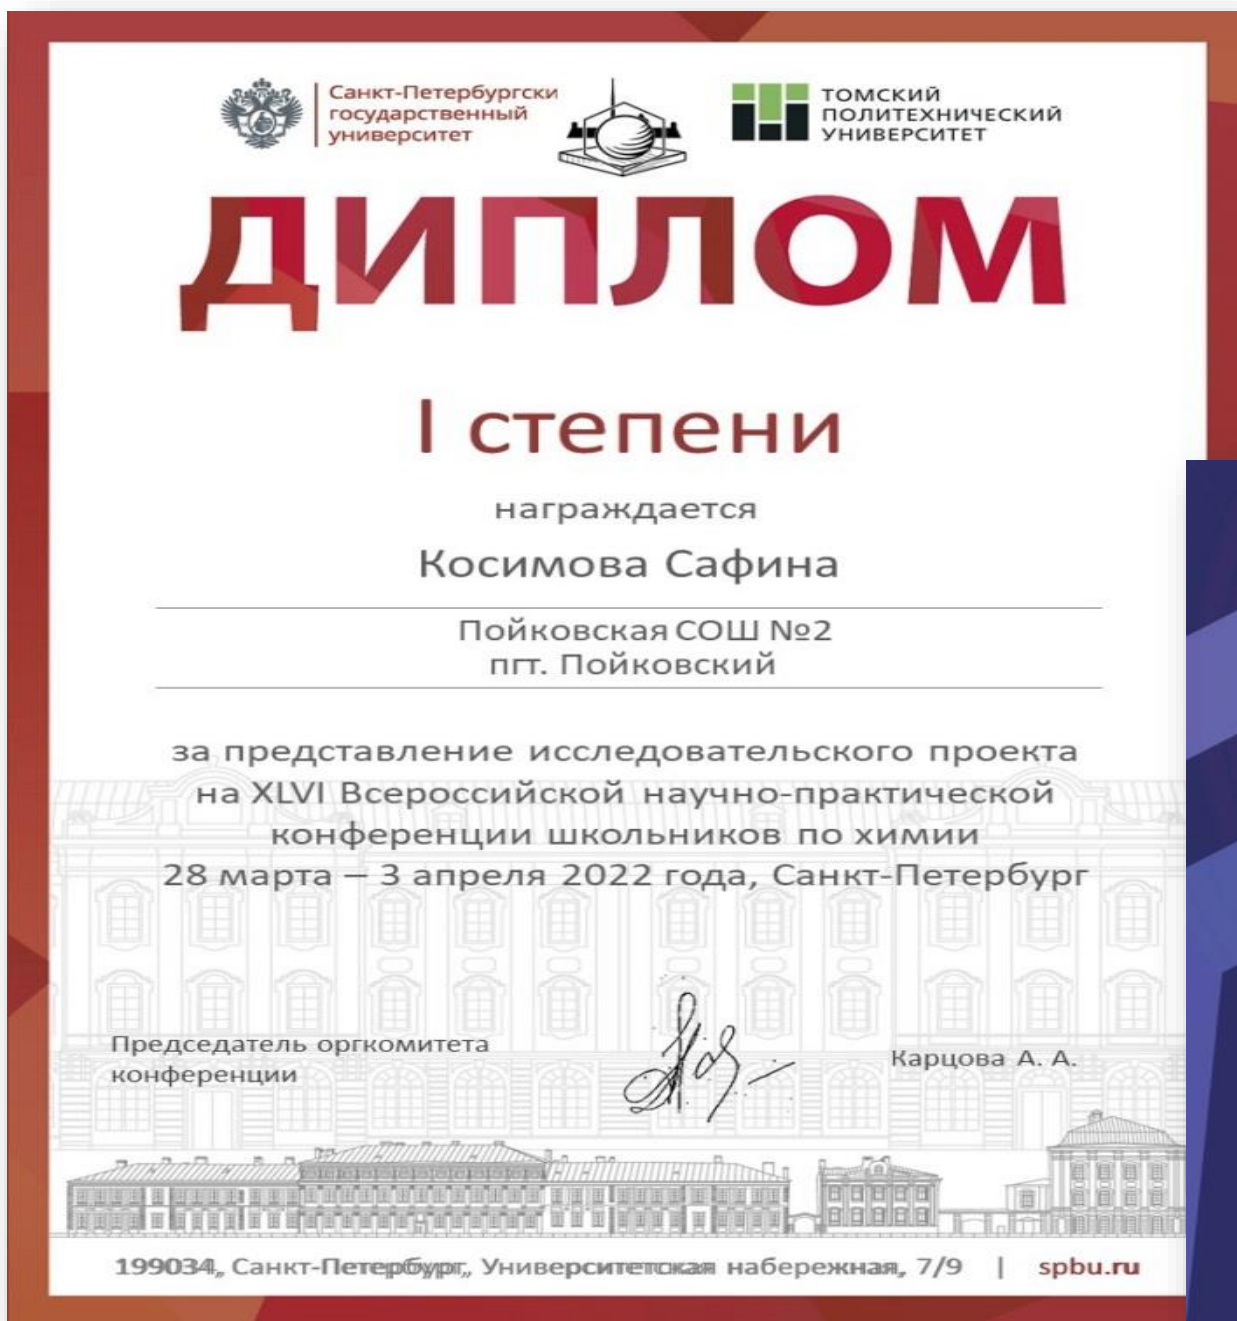 Санкт-Петербургски
государственный
университет
ТОМСКИЙ
ПОЛИТЕХНИЧЕСКИЙ
УНИВЕРСИТЕТ
ДИПЛОМ
I степени
награждается
Косимова Сафина
Пойковская СОШ №2
пгт. Пойковский
за представление исследовательского проекта
на XLVI Всероссийской научно-практической
конференции школьников по химии
28 марта – 3 апреля 2022 года, Санкт-Петербург
Председатель оргкомитета
конференции
Карцова А. А.
199034, Санкт-Петербург, Университетская набережная, 7/9 | spbu.ru